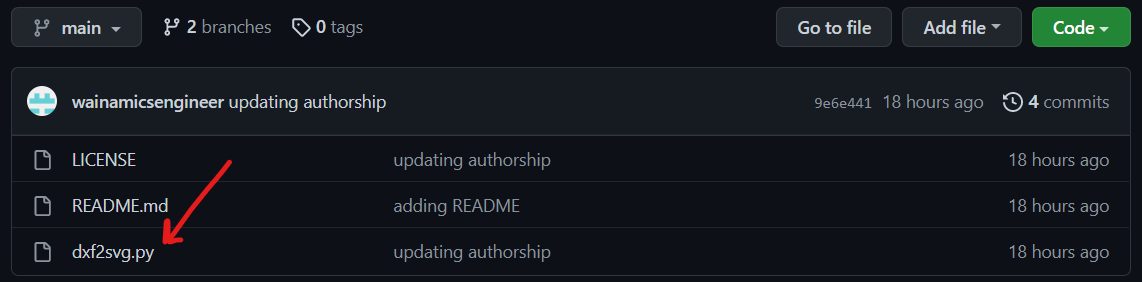 main 2 branches 0 tags Go to file Add file Code
wainamicsengineer updating authorship 9e6e441 18 hours ago 4 commits
LICENSE updating authorship 18 hours ago
README.md adding README 18 hours ago
dxf2svg.py updating authorship 18 hours ago